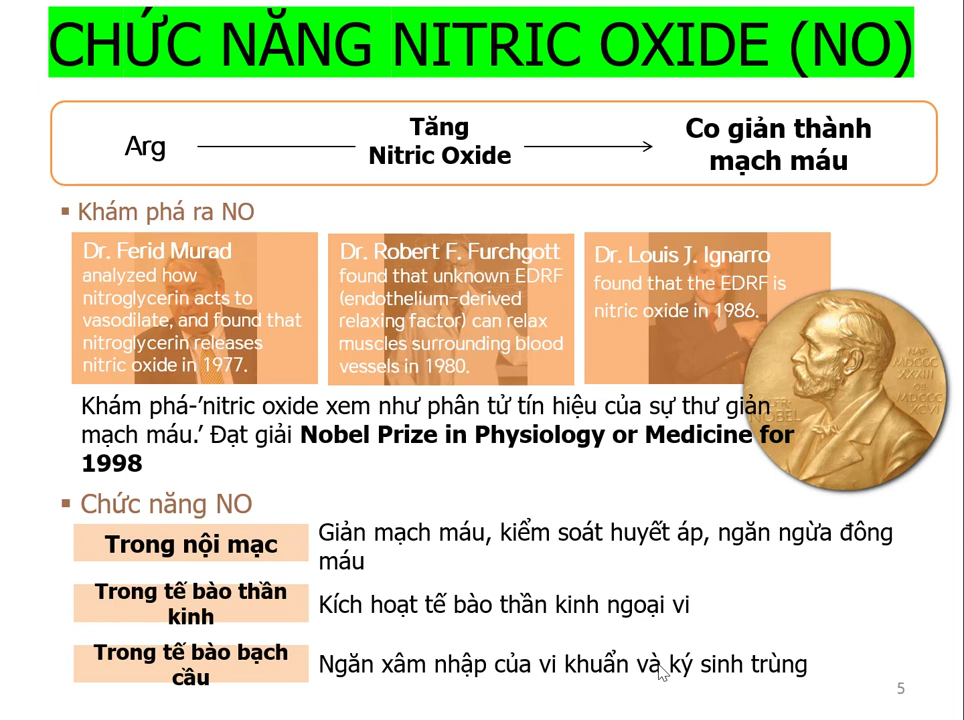 CHỨC NĂNG NITRIC OXIDE (NO)
Arg
Tăng
Nitric Oxide
Co giản thành
mạch máu
▪ Khám phá ra NO
Dr. Ferid Murad
analyzed how
nitroglycerin acts to
vasodilate, and found that
nitroglycerin releases
nitric oxide in 1977.
Dr. Robert F. Furchgott
found that unknown EDRF
(endothelium-derived
relaxing factor) can relax
muscles surrounding blood
vessels in 1980.
Dr. Louis J. Ignarro
found that the EDRF is
nitric oxide in 1986.
Khám phá-’nitric oxide xem như phân tử tín hiệu của sự thư giản
mạch máu.’ Đạt giải Nobel Prize in Physiology or Medicine for
1998
NAT
MDCCC
XXXIII
OB
MDCCC
XCVI
NOBEL
▪ Chức năng NO
Trong nội mạc
Giản mạch máu, kiểm soát huyết áp, ngăn ngừa đông
máu
Trong tế bào thần
kinh
Kích hoạt tế bào thần kinh ngoại vi
Trong tế bào bạch
cầu
Ngăn xâm nhập của vi khuẩn và ký sinh trùng
5